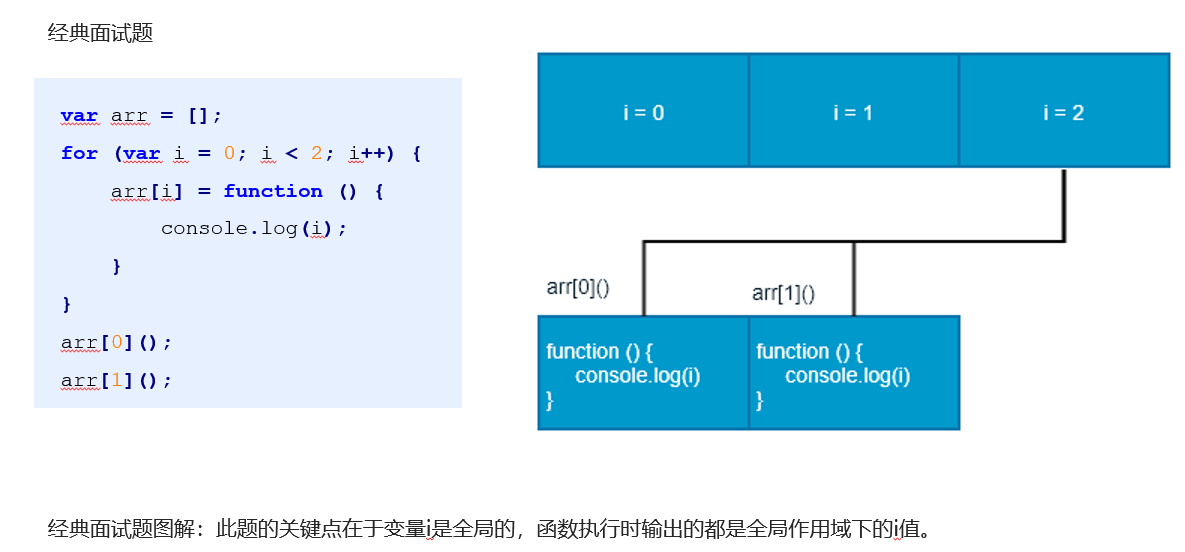 经典面试题
var arr = [];
for (var i = 0; i < 2; i++) {
arr[i] = function () {
console.log(i);
}
}
arr[0]();
arr[1]();
i = 0
i = 1
i = 2
arr[0]()
arr[1]()
function () {
console.log(i)
}
function () {
console.log(i)
}
经典面试题图解：此题的关键点在于变量i是全局的，函数执行时输出的都是全局作用域下的i值。